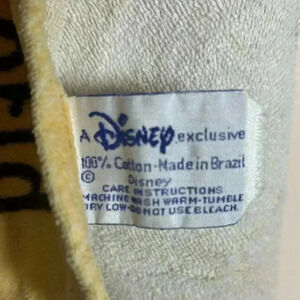 A Disney exclusive
100% Cotton-Made in Brazil
© Disney
CARE INSTRUCTIONS
MACHINE WASH WARM-TUMBLE
DRY LOW-DO NOT USE BLEACH.